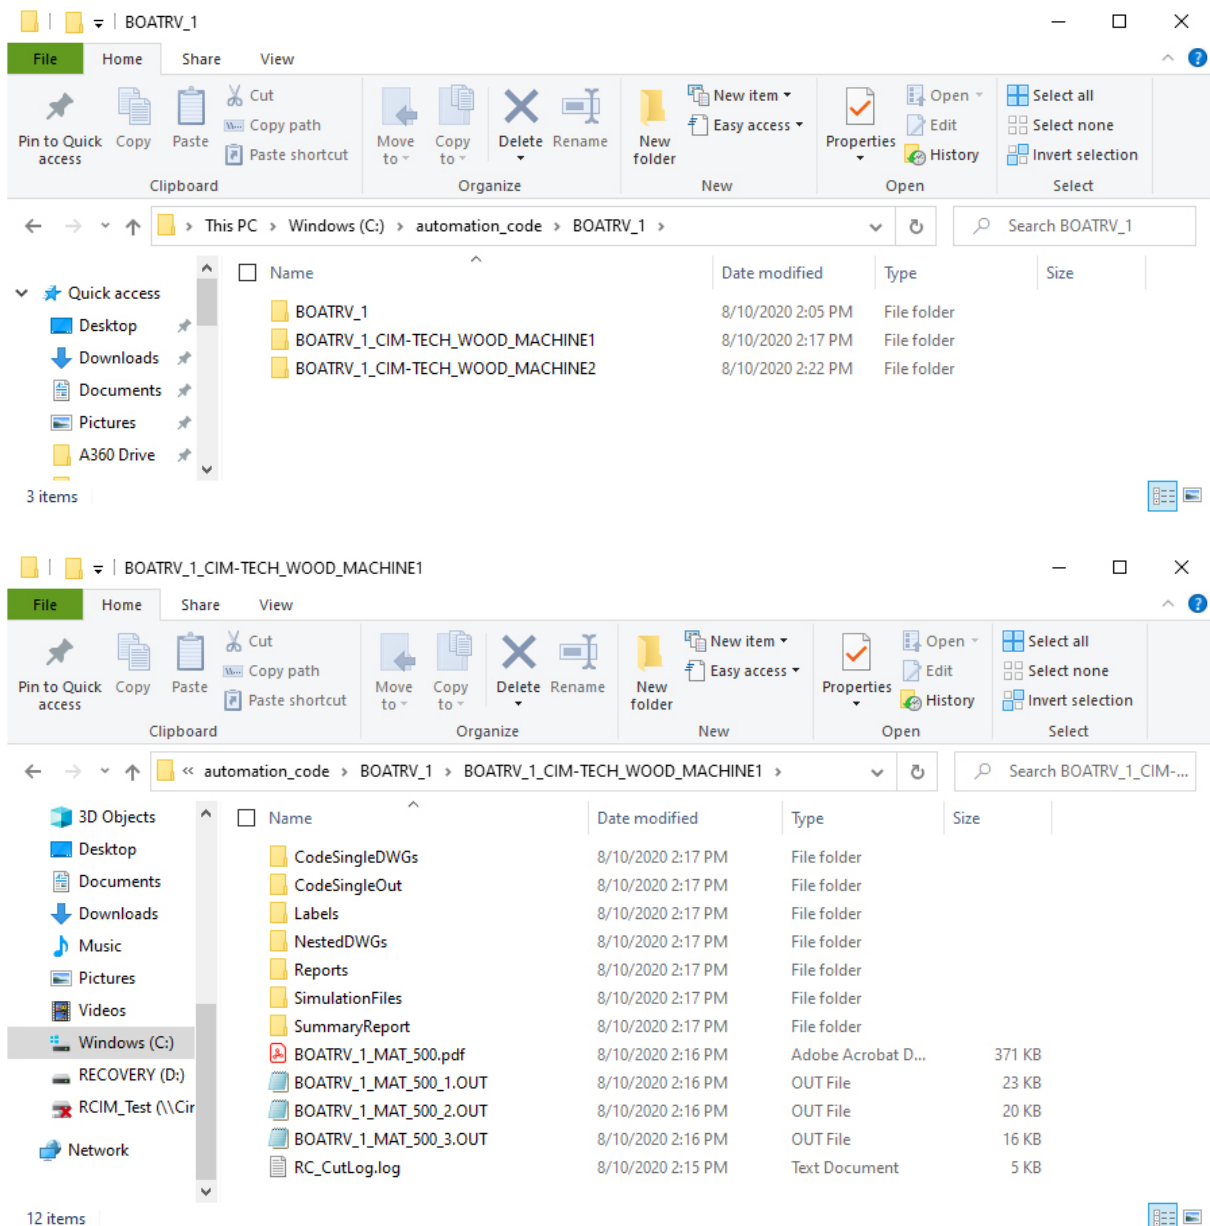 BOATRV_1
File Home Share View
Pin to Quick access Copy Paste Cut Copy path Paste shortcut Move to Copy to Delete Rename New folder New item Easy access Properties Open Edit History Select all Select none Invert selection
Clipboard Organize New Open Select
This PC > Windows (C:) > automation_code > BOATRV_1 > Search BOATRV_1
Name Date modified Type Size
Quick access
Desktop
Downloads
Documents
Pictures
A360 Drive
BOATRV_1 8/10/2020 2:05 PM File folder
BOATRV_1_CIM-TECH_WOOD_MACHINE1 8/10/2020 2:17 PM File folder
BOATRV_1_CIM-TECH_WOOD_MACHINE2 8/10/2020 2:22 PM File folder
3 items
BOATRV_1_CIM-TECH_WOOD_MACHINE1
File Home Share View
Pin to Quick access Copy Paste Cut Copy path Paste shortcut Move to Copy to Delete Rename New folder New item Easy access Properties Open Edit History Select all Select none Invert selection
Clipboard Organize New Open Select
« automation_code > BOATRV_1 > BOATRV_1_CIM-TECH_WOOD_MACHINE1 > Search BOATRV_1_CIM-...
Name Date modified Type Size
3D Objects
Desktop
Documents
Downloads
Music
Pictures
Videos
Windows (C:)
RECOVERY (D:)
RCIM_Test (\\Cir
Network
CodeSingleDWGs 8/10/2020 2:17 PM File folder
CodeSingleOut 8/10/2020 2:17 PM File folder
Labels 8/10/2020 2:17 PM File folder
NestedDWGs 8/10/2020 2:17 PM File folder
Reports 8/10/2020 2:17 PM File folder
SimulationFiles 8/10/2020 2:17 PM File folder
SummaryReport 8/10/2020 2:17 PM File folder
BOATRV_1_MAT_500.pdf 8/10/2020 2:16 PM Adobe Acrobat D... 371 KB
BOATRV_1_MAT_500_1.OUT 8/10/2020 2:16 PM OUT File 23 KB
BOATRV_1_MAT_500_2.OUT 8/10/2020 2:16 PM OUT File 20 KB
BOATRV_1_MAT_500_3.OUT 8/10/2020 2:16 PM OUT File 16 KB
RC_CutLog.log 8/10/2020 2:15 PM Text Document 5 KB
12 items